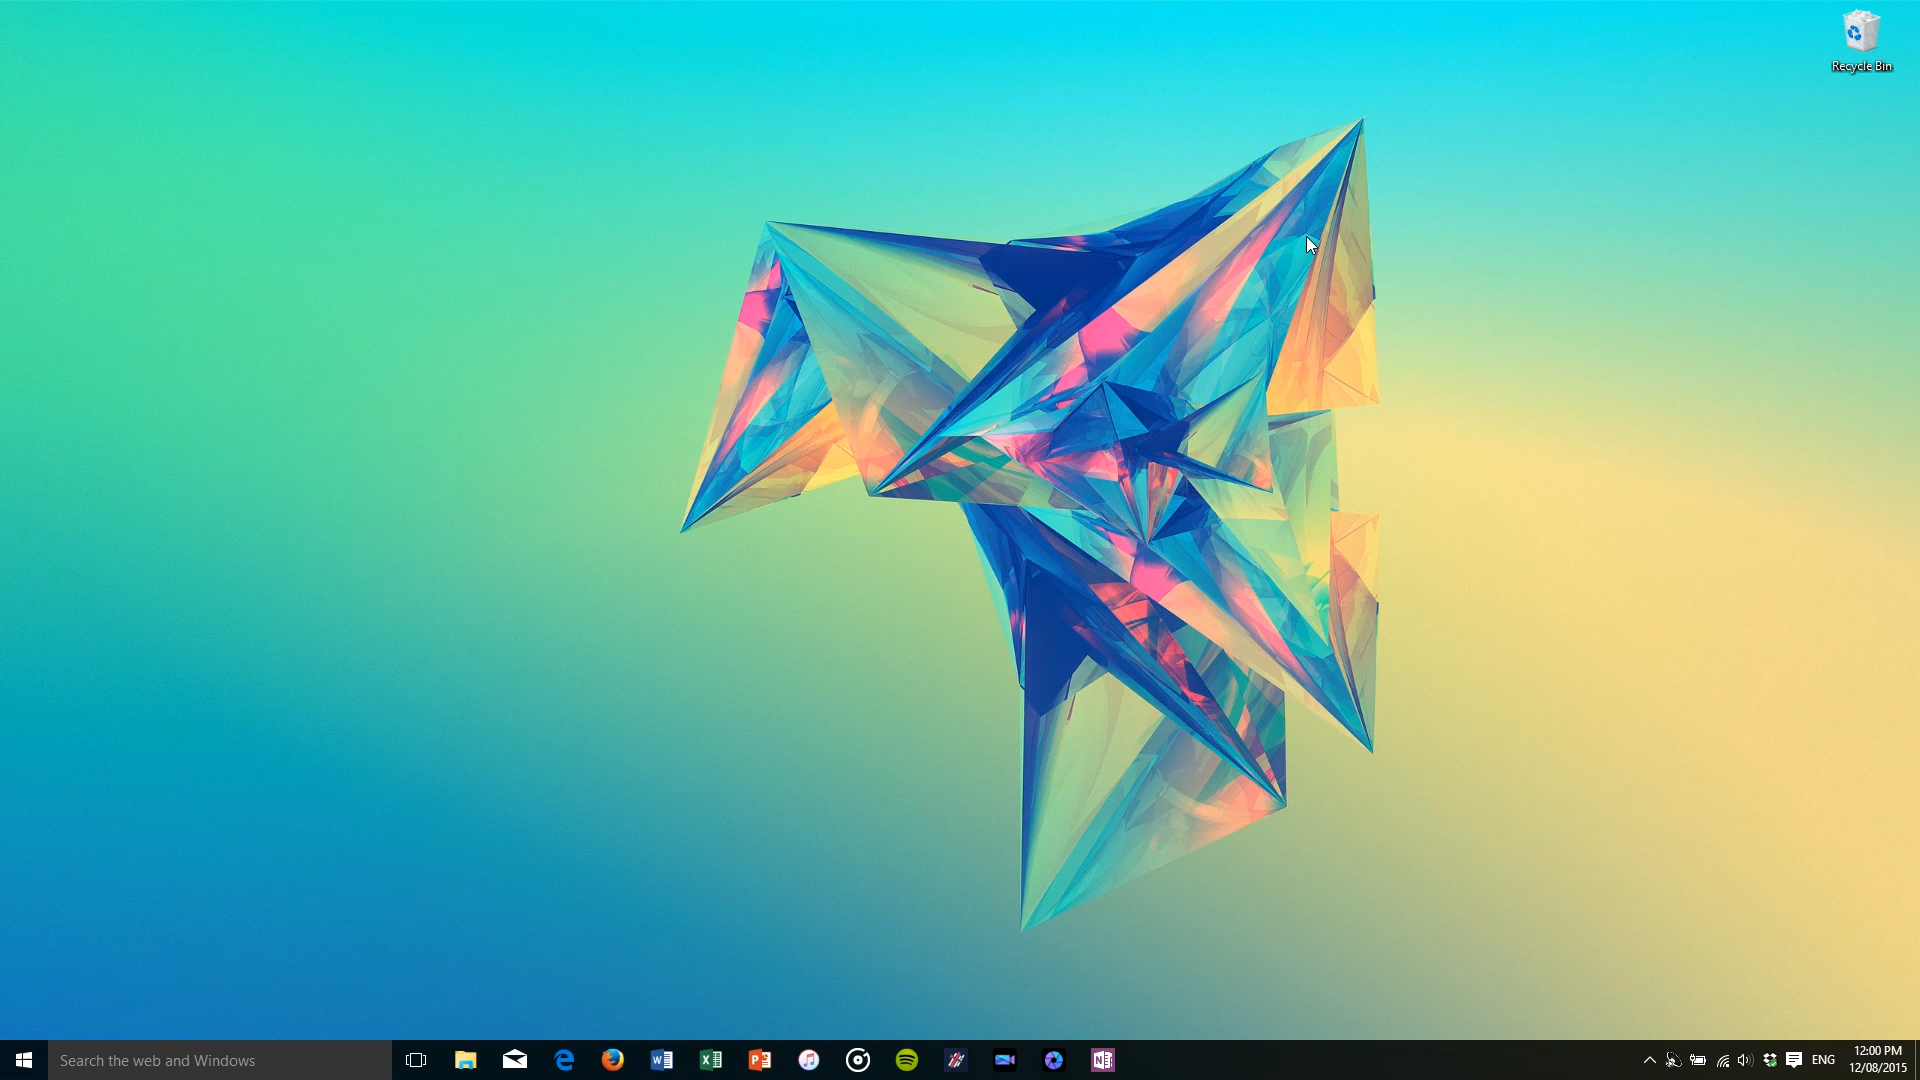 Recycle Bin
Search the web and Windows
ENG
12:00 PM
12/08/2015